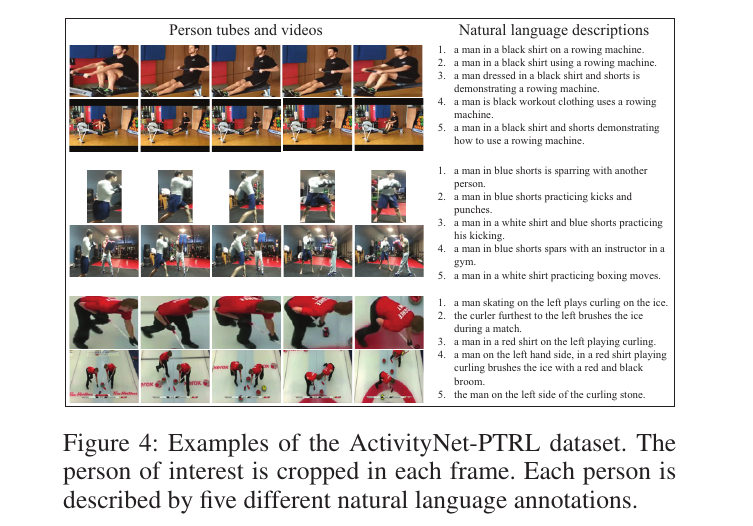 Person tubes and videos
Natural language descriptions
1. a man in a black shirt on a rowing machine.
2. a man in a black shirt using a rowing machine.
3. a man dressed in a black shirt and shorts is
demonstrating a rowing machine.
4. a man is black workout clothing uses a rowing
machine.
5. a man in a black shirt and shorts demonstrating
how to use a rowing machine.
1. a man in blue shorts is sparring with another
person.
2. a man in blue shorts practicing kicks and
punches.
3. a man in a white shirt and blue shorts practicing
his kicking.
4. a man in blue shorts spars with an instructor in a
gym.
5. a man in a white shirt practicing boxing moves.
1. a man skating on the left plays curling on the ice.
2. the curler furthest to the left brushes the ice
during a match.
3. a man in a red shirt on the left playing curling.
4. a man on the left hand side, in a red shirt playing
curling brushes the ice with a red and black
broom.
5. the man on the left side of the curling stone.
Figure 4: Examples of the ActivityNet-PTRL dataset. The
person of interest is cropped in each frame. Each person is
described by five different natural language annotations.